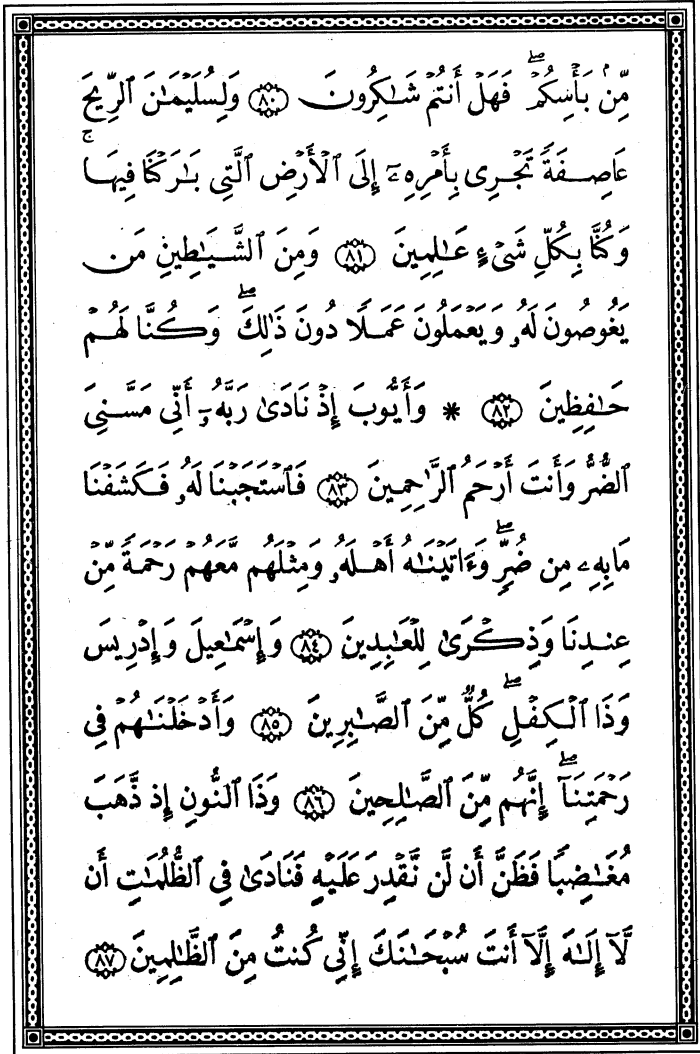 مِّنۢ بَأْسِكُمْ ۖ فَهَلْ أَنتُمْ شَـٰكِرُونَ ٨٠ وَلِسُلَيْمَـٰنَ ٱلرِّيحَ
عَاصِفَةً تَجْرِى بِأَمْرِهِۦٓ إِلَى ٱلْأَرْضِ ٱلَّتِى بَـٰرَكْنَا فِيهَا ۚ
وَكُنَّا بِكُلِّ شَىْءٍ عَـٰلِمِينَ ٨١ وَمِنَ ٱلشَّيَـٰطِينِ مَن
يَغُوصُونَ لَهُۥ وَيَعْمَلُونَ عَمَلًا دُونَ ذَٰلِكَ ۖ وَكُنَّا لَهُمْ
حَـٰفِظِينَ ٨٢ * وَأَيُّوبَ إِذْ نَادَىٰ رَبَّهُۥٓ أَنِّى مَسَّنِىَ
ٱلضُّرُّ وَأَنتَ أَرْحَمُ ٱلرَّٰحِمِينَ ٨٣ فَٱسْتَجَبْنَا لَهُۥ فَكَشَفْنَا
مَا بِهِۦ مِن ضُرٍّ ۖ وَءَاتَيْنَـٰهُ أَهْلَهُۥ وَمِثْلَهُم مَّعَهُمْ رَحْمَةً مِّنْ
عِندِنَا وَذِكْرَىٰ لِلْعَـٰبِدِينَ ٨٤ وَإِسْمَـٰعِيلَ وَإِدْرِيسَ
وَذَا ٱلْكِفْلِ ۖ كُلٌّ مِّنَ ٱلصَّـٰبِرِينَ ٨٥ وَأَدْخَلْنَـٰهُمْ فِى
رَحْمَتِنَآ ۖ إِنَّهُم مِّنَ ٱلصَّـٰلِحِينَ ٨٦ وَذَا ٱلنُّونِ إِذ ذَّهَبَ
مُغَـٰضِبًا فَظَنَّ أَن لَّن نَّقْدِرَ عَلَيْهِ فَنَادَىٰ فِى ٱلظُّلُمَـٰتِ أَن
لَّآ إِلَـٰهَ إِلَّآ أَنتَ سُبْحَـٰنَكَ إِنِّى كُنتُ مِنَ ٱلظَّـٰلِمِينَ ٨٧